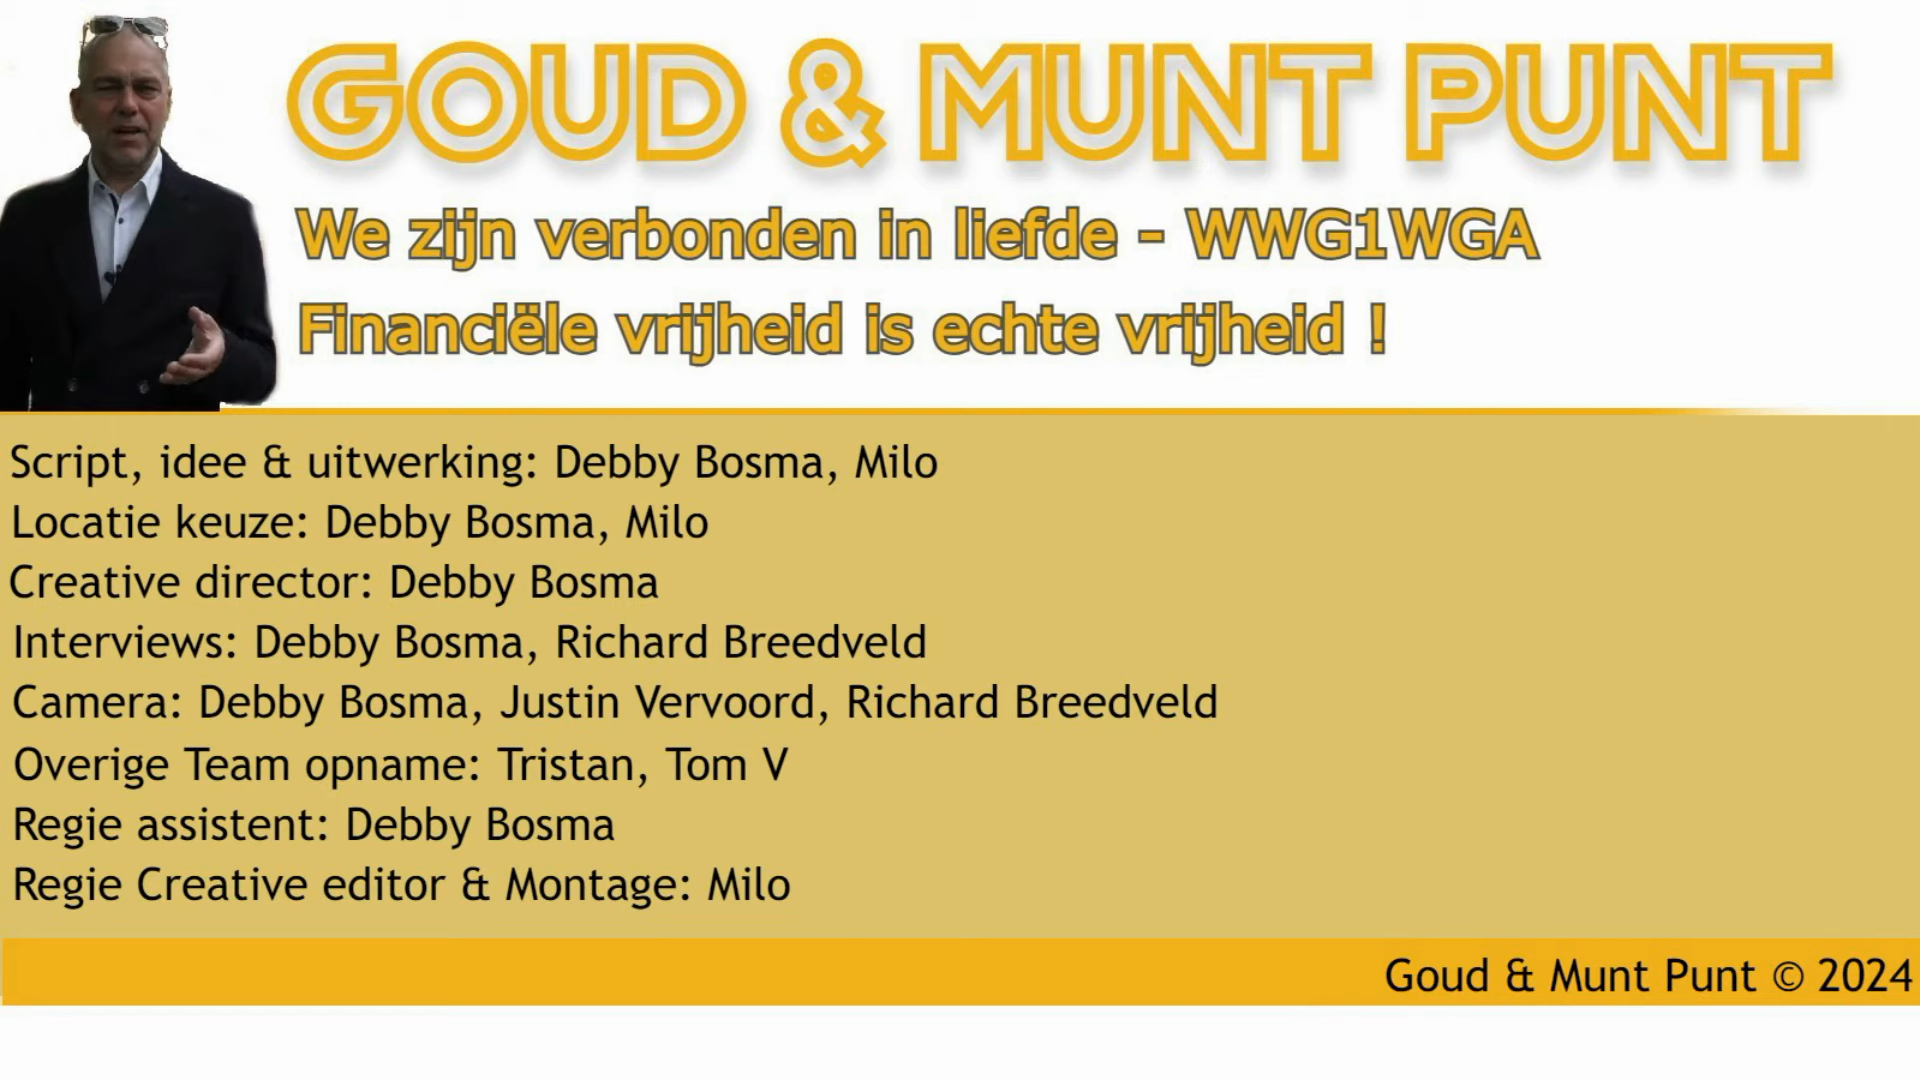 GOUD & MUNT PUNT
We zijn verbonden in liefde - WWG1WGA
Financiële vrijheid is echte vrijheid !
Script, idee & uitwerking: Debby Bosma, Milo
Locatie keuze: Debby Bosma, Milo
Creative director: Debby Bosma
Interviews: Debby Bosma, Richard Breedveld
Camera: Debby Bosma, Justin Vervoord, Richard Breedveld
Overige Team opname: Tristan, Tom V
Regie assistent: Debby Bosma
Regie Creative editor & Montage: Milo
Goud & Munt Punt © 2024